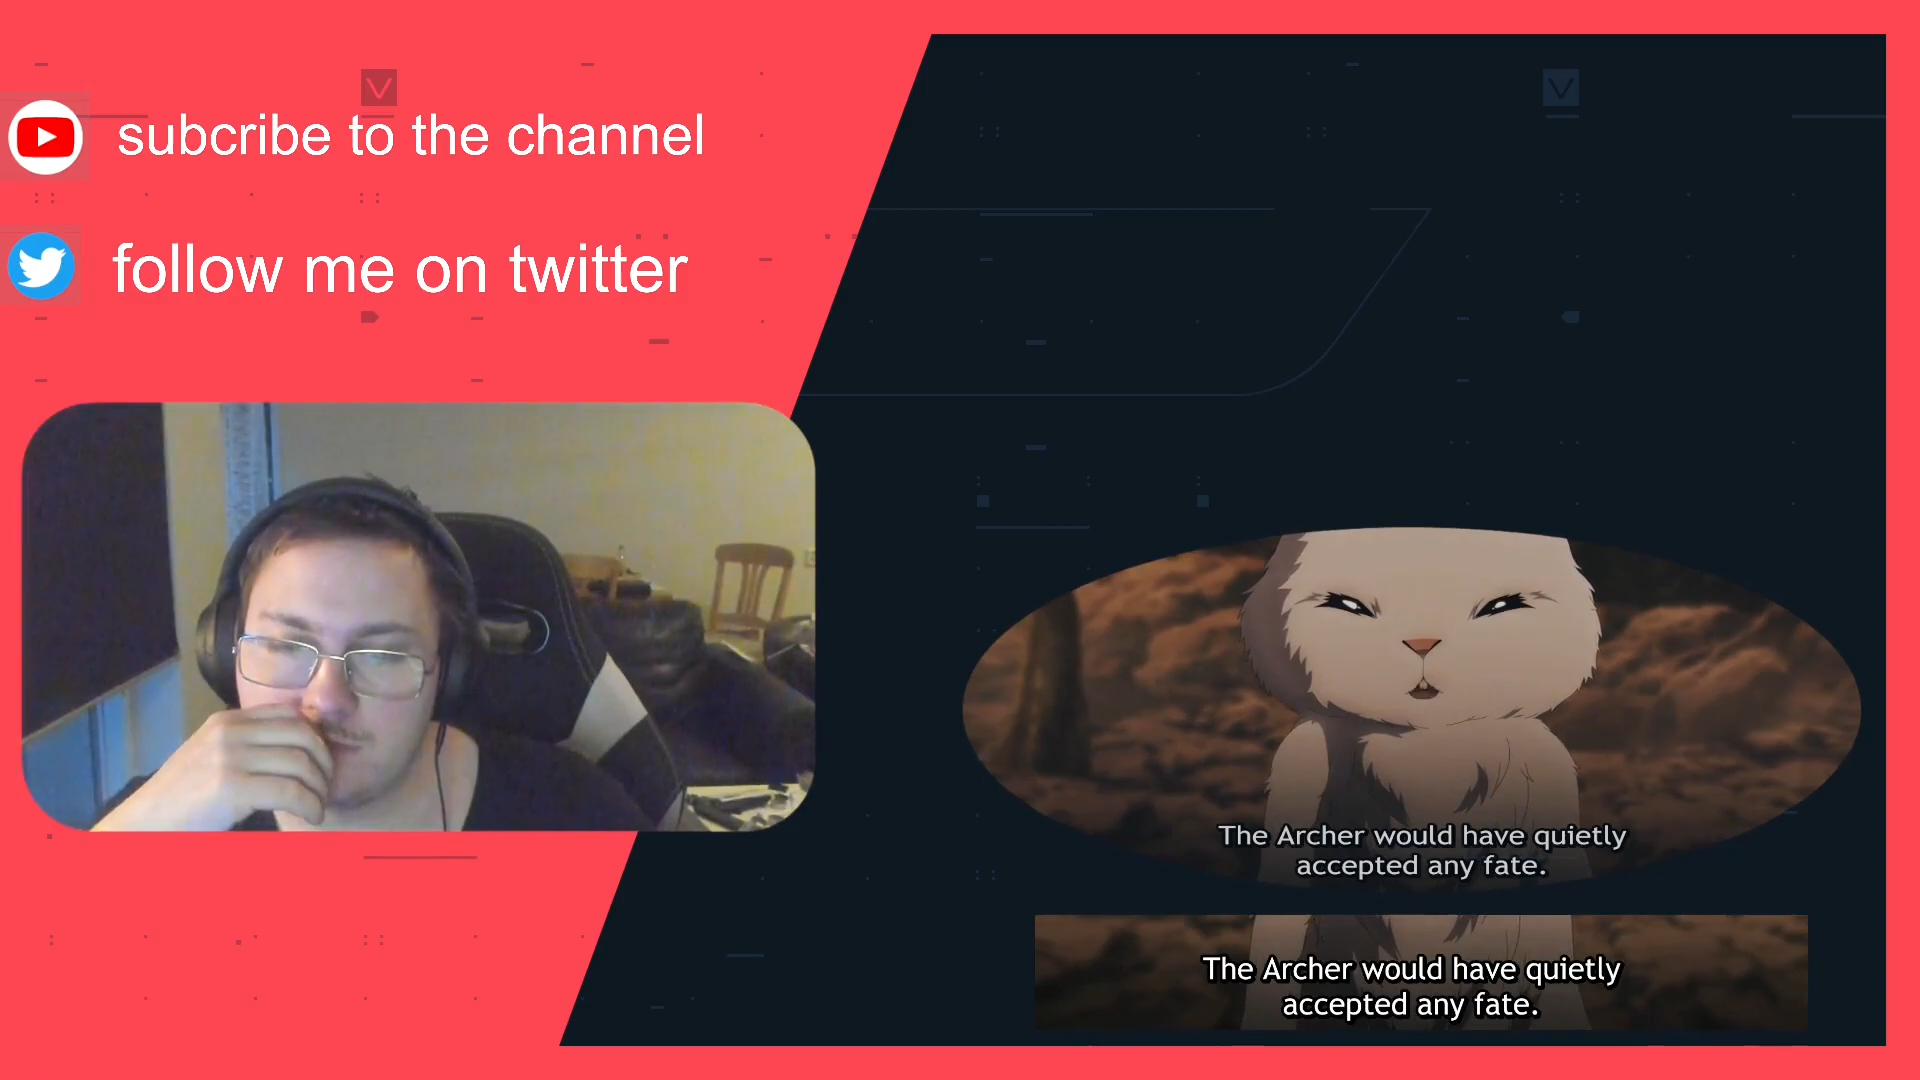 subcribe to the channel
follow me on twitter
The Archer would have quietly
accepted any fate.
The Archer would have quietly
accepted any fate.